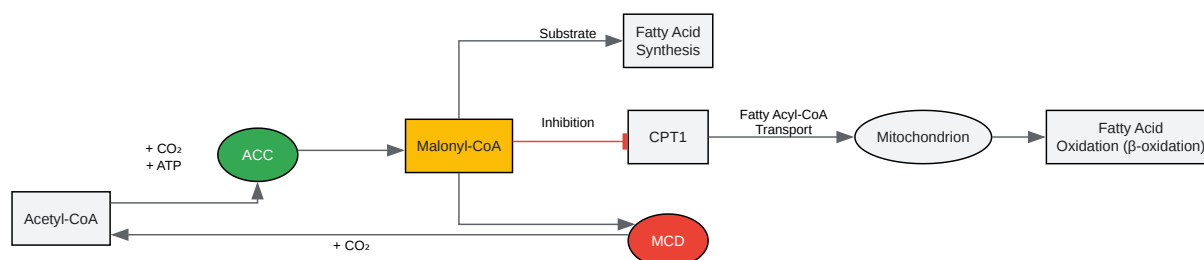 Substrate
Fatty Acid
Synthesis
Inhibition
CPT1
Fatty Acyl-CoA
Transport
Mitochondrion
Fatty Acid
Oxidation (β-oxidation)
Malonyl-CoA
+ CO₂
+ ATP
ACC
Acetyl-CoA
+ CO₂
MCD